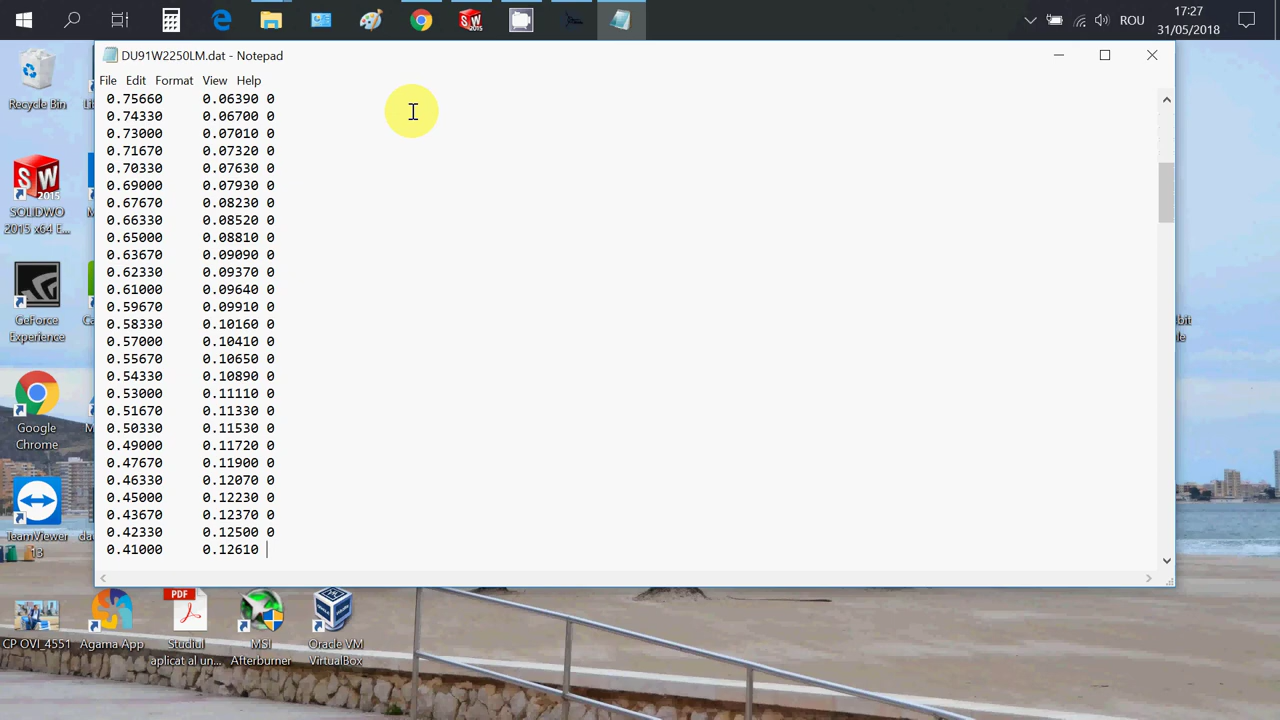 ROU
17:27
31/05/2018
DU91W2250LM.dat - Notepad
File Edit Format View Help
0.75660 0.06390 0
0.74330 0.06700 0
0.73000 0.07010 0
0.71670 0.07320 0
0.70330 0.07630 0
0.69000 0.07930 0
0.67670 0.08230 0
0.66330 0.08520 0
0.65000 0.08810 0
0.63670 0.09090 0
0.62330 0.09370 0
0.61000 0.09640 0
0.59670 0.09910 0
0.58330 0.10160 0
0.57000 0.10410 0
0.55670 0.10650 0
0.54330 0.10890 0
0.53000 0.11110 0
0.51670 0.11330 0
0.50330 0.11530 0
0.49000 0.11720 0
0.47670 0.11900 0
0.46330 0.12070 0
0.45000 0.12230 0
0.43670 0.12370 0
0.42330 0.12500 0
0.41000 0.12610
Recycle Bin
SW
2015
SOLIDWO
2015 x64 E...
GeForce
Experience
Google
Chrome
TeamViewer
13
CP OVI_4551
Agama App
PDF
Studiul
aplicat al un...
MSI
Afterburner
Oracle VM
VirtualBox